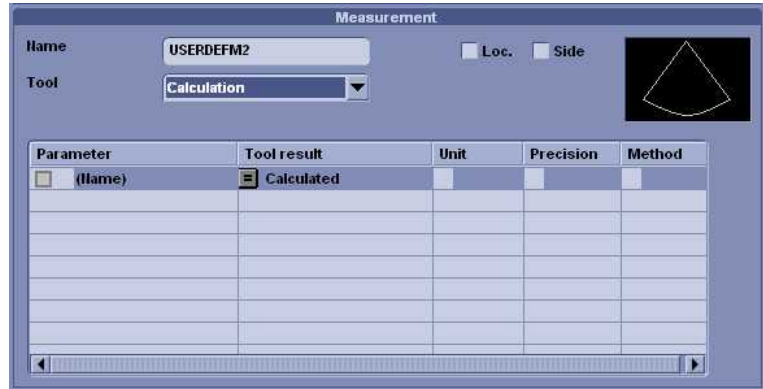 Measurement
Name USERDEFM2 Loc. Side
Tool Calculation
Parameter Tool result Unit Precision Method
(Name) = Calculated